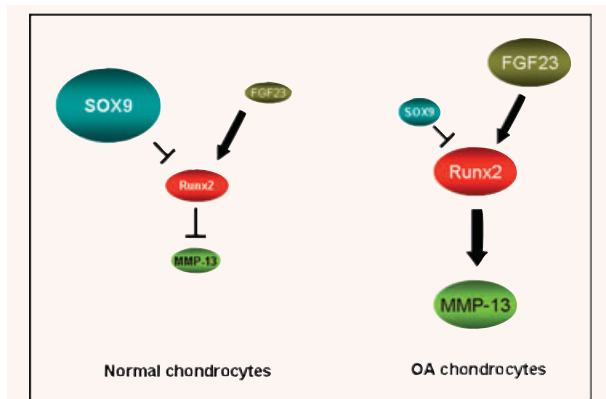 SOX9
FGF23
Runx2
MMP-13
Normal chondrocytes
FGF23
SOX9
Runx2
MMP-13
OA chondrocytes